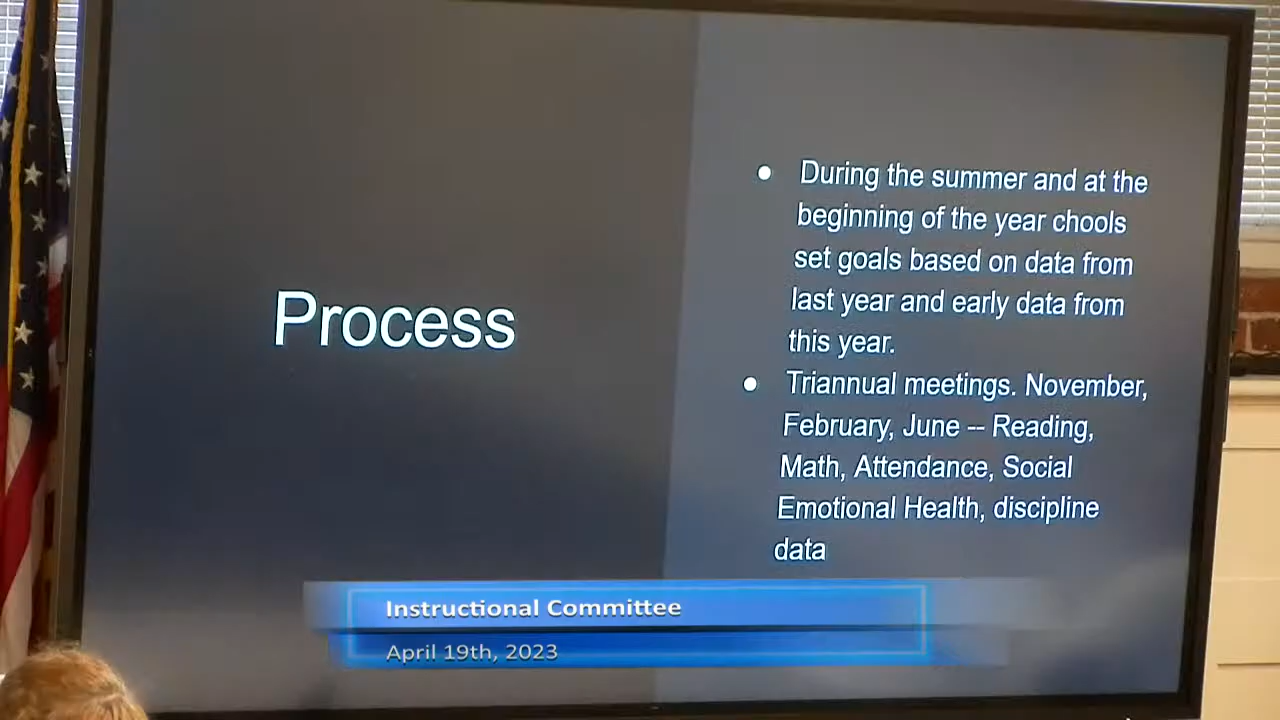 Process
During the summer and at the
beginning of the year chools
set goals based on data from
last year and early data from
this year.
Triannual meetings. November,
February, June -- Reading,
Math, Attendance, Social
Emotional Health, discipline
data
Instructional Committee
April 19th, 2023